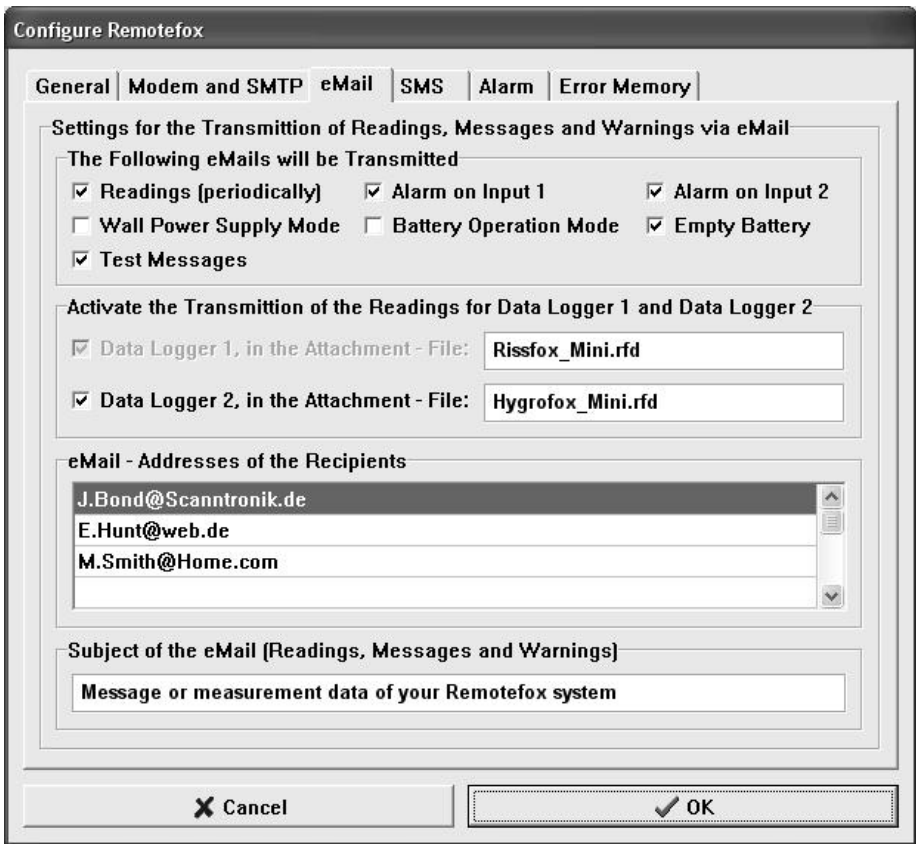 Configure Remotefox
General Modem and SMTP eMail SMS Alarm Error Memory
Settings for the Transmittion of Readings, Messages and Warnings via eMail
The Following eMails will be Transmitted
Readings (periodically) Alarm on Input 1 Alarm on Input 2
Wall Power Supply Mode Battery Operation Mode Empty Battery
Test Messages
Activate the Transmittion of the Readings for Data Logger 1 and Data Logger 2
Data Logger 1, in the Attachment - File: Rissfox_Mini.rfd
Data Logger 2, in the Attachment - File: Hygrofox_Mini.rfd
eMail - Addresses of the Recipients
J.Bond@Scanntronik.de
E.Hunt@web.de
M.Smith@Home.com
Subject of the eMail (Readings, Messages and Warnings)
Message or measurement data of your Remotefox system
Cancel OK